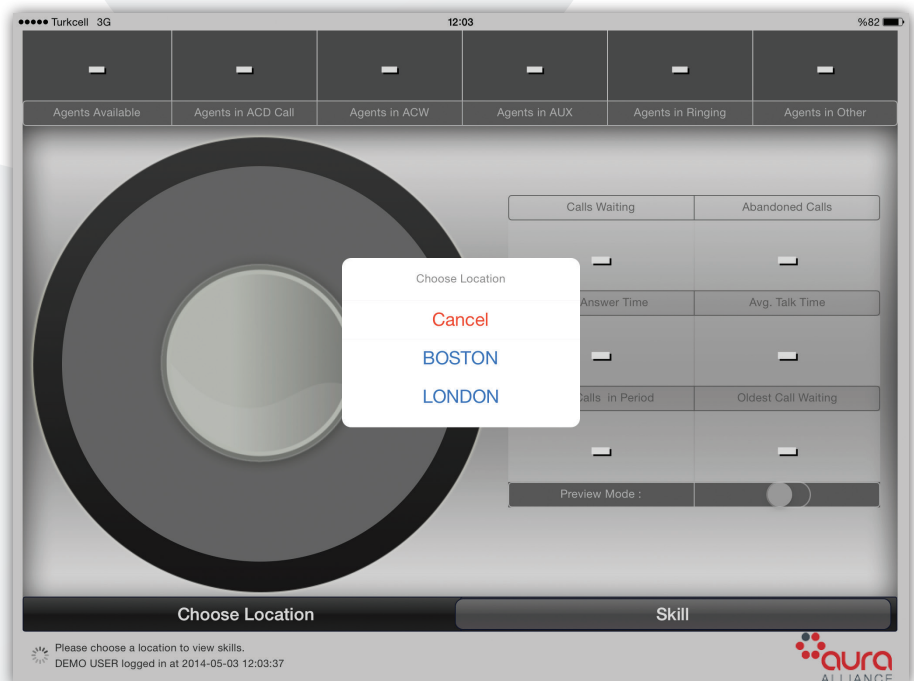 Turkcell 3G 12:03 %82
Agents Available Agents in ACD Call Agents in ACW Agents in AUX Agents in Ringing Agents in Other
Calls Waiting Abandoned Calls
Choose Location
Cancel
BOSTON
LONDON
Answer Time Avg. Talk Time
Calls in Period Oldest Call Waiting
Preview Mode :
Choose Location Skill
Please choose a location to view skills.
DEMO USER logged in at 2014-05-03 12:03:37
aura
ALLIANCE